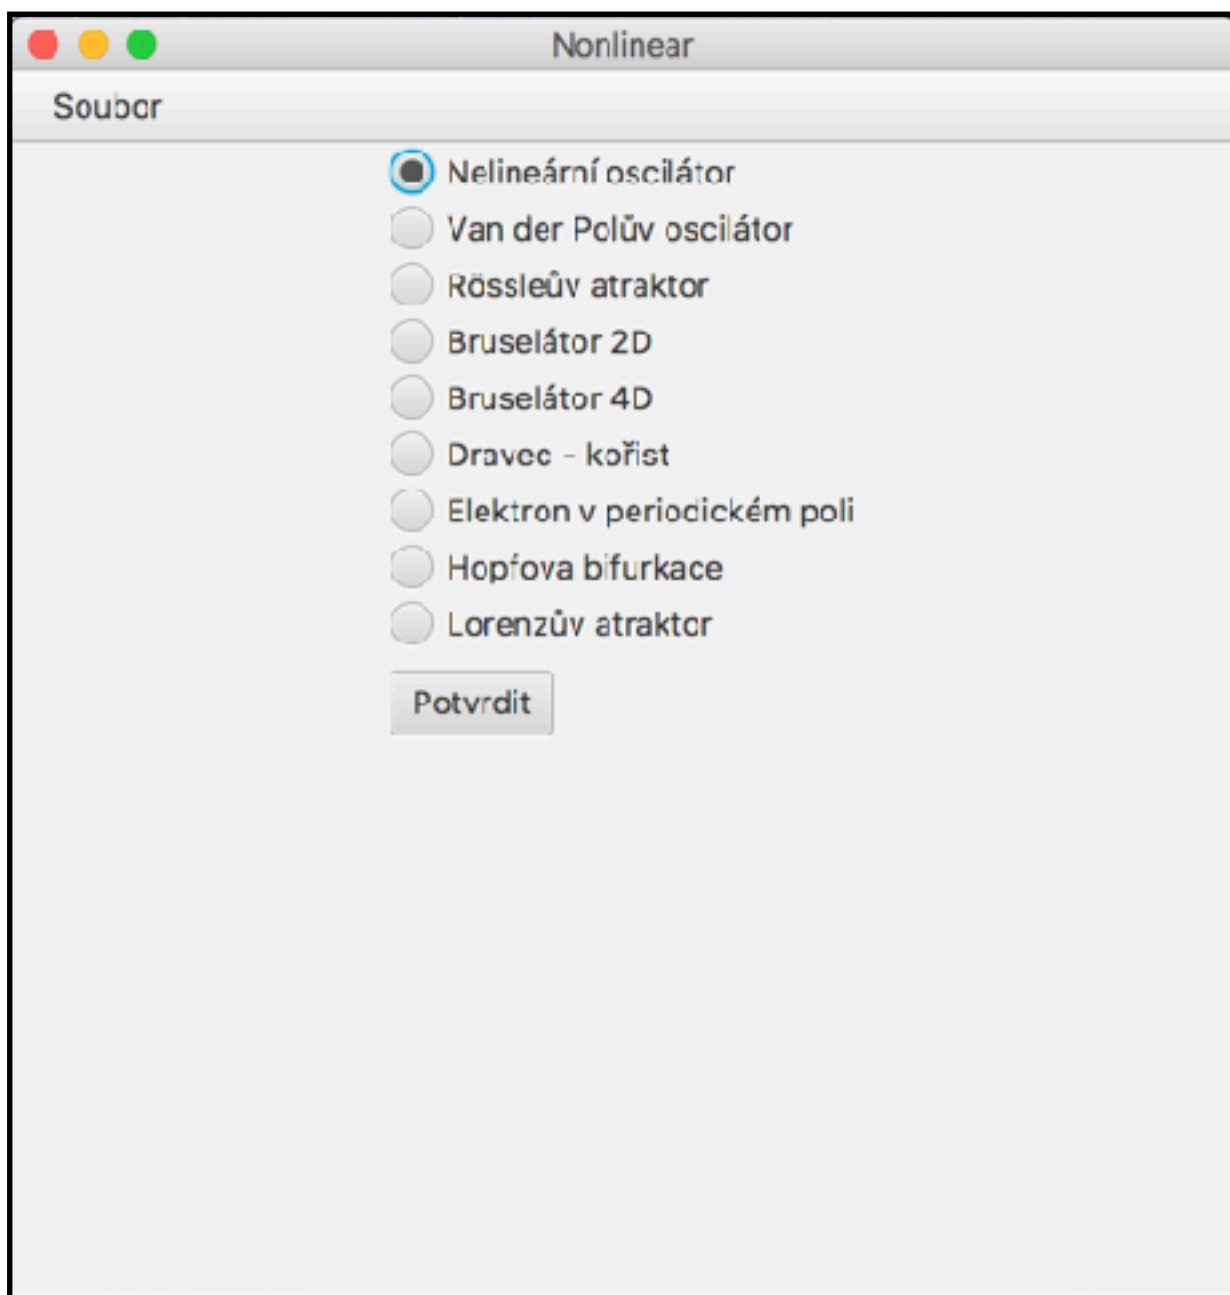 Nonlinear
Soubor
Nelineární oscilátor
Van der Polův oscilátor
Rössleův atraktor
Bruselátor 2D
Bruselátor 4D
Dravec - kořist
Elektron v periodickém poli
Hopfova bifurkace
Lorenzův atraktor
Potvrdit